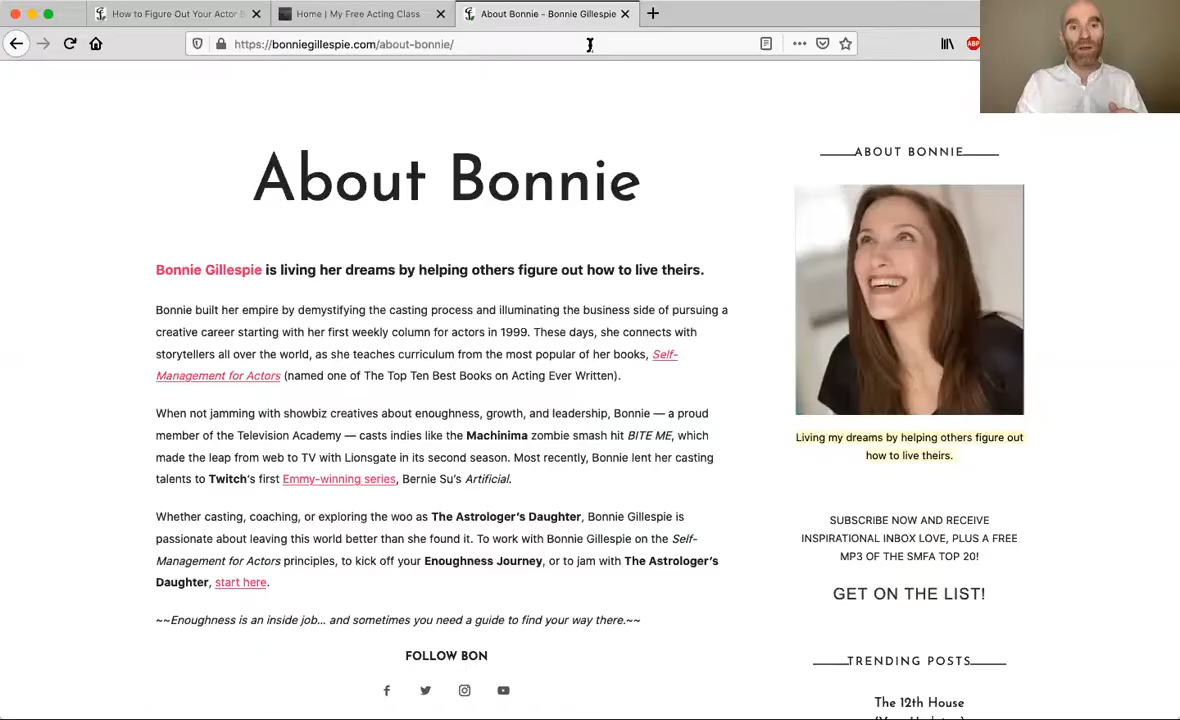 How to Figure Out Your Actor B
Home | My Free Acting Class
About Bonnie - Bonnie Gillespie
https://bonniegillespie.com/about-bonnie/
ABP
About Bonnie
Bonnie Gillespie is living her dreams by helping others figure out how to live theirs.
Bonnie built her empire by demystifying the casting process and illuminating the business side of pursuing a
creative career starting with her first weekly column for actors in 1999. These days, she connects with
storytellers all over the world, as she teaches curriculum from the most popular of her books, Self-
Management for Actors (named one of The Top Ten Best Books on Acting Ever Written).
When not jamming with showbiz creatives about enoughness, growth, and leadership, Bonnie — a proud
member of the Television Academy — casts indies like the Machinima zombie smash hit BITE ME, which
made the leap from web to TV with Lionsgate in its second season. Most recently, Bonnie lent her casting
talents to Twitch's first Emmy-winning series, Bernie Su's Artificial.
Whether casting, coaching, or exploring the woo as The Astrologer's Daughter, Bonnie Gillespie is
passionate about leaving this world better than she found it. To work with Bonnie Gillespie on the Self-
Management for Actors principles, to kick off your Enoughness Journey, or to jam with The Astrologer's
Daughter, start here.
~~Enoughness is an inside job... and sometimes you need a guide to find your way there.~~
FOLLOW BON
ABOUT BONNIE
Living my dreams by helping others figure out
how to live theirs.
SUBSCRIBE NOW AND RECEIVE
INSPIRATIONAL INBOX LOVE, PLUS A FREE
MP3 OF THE SMFA TOP 20!
GET ON THE LIST!
TRENDING POSTS
The 12th House